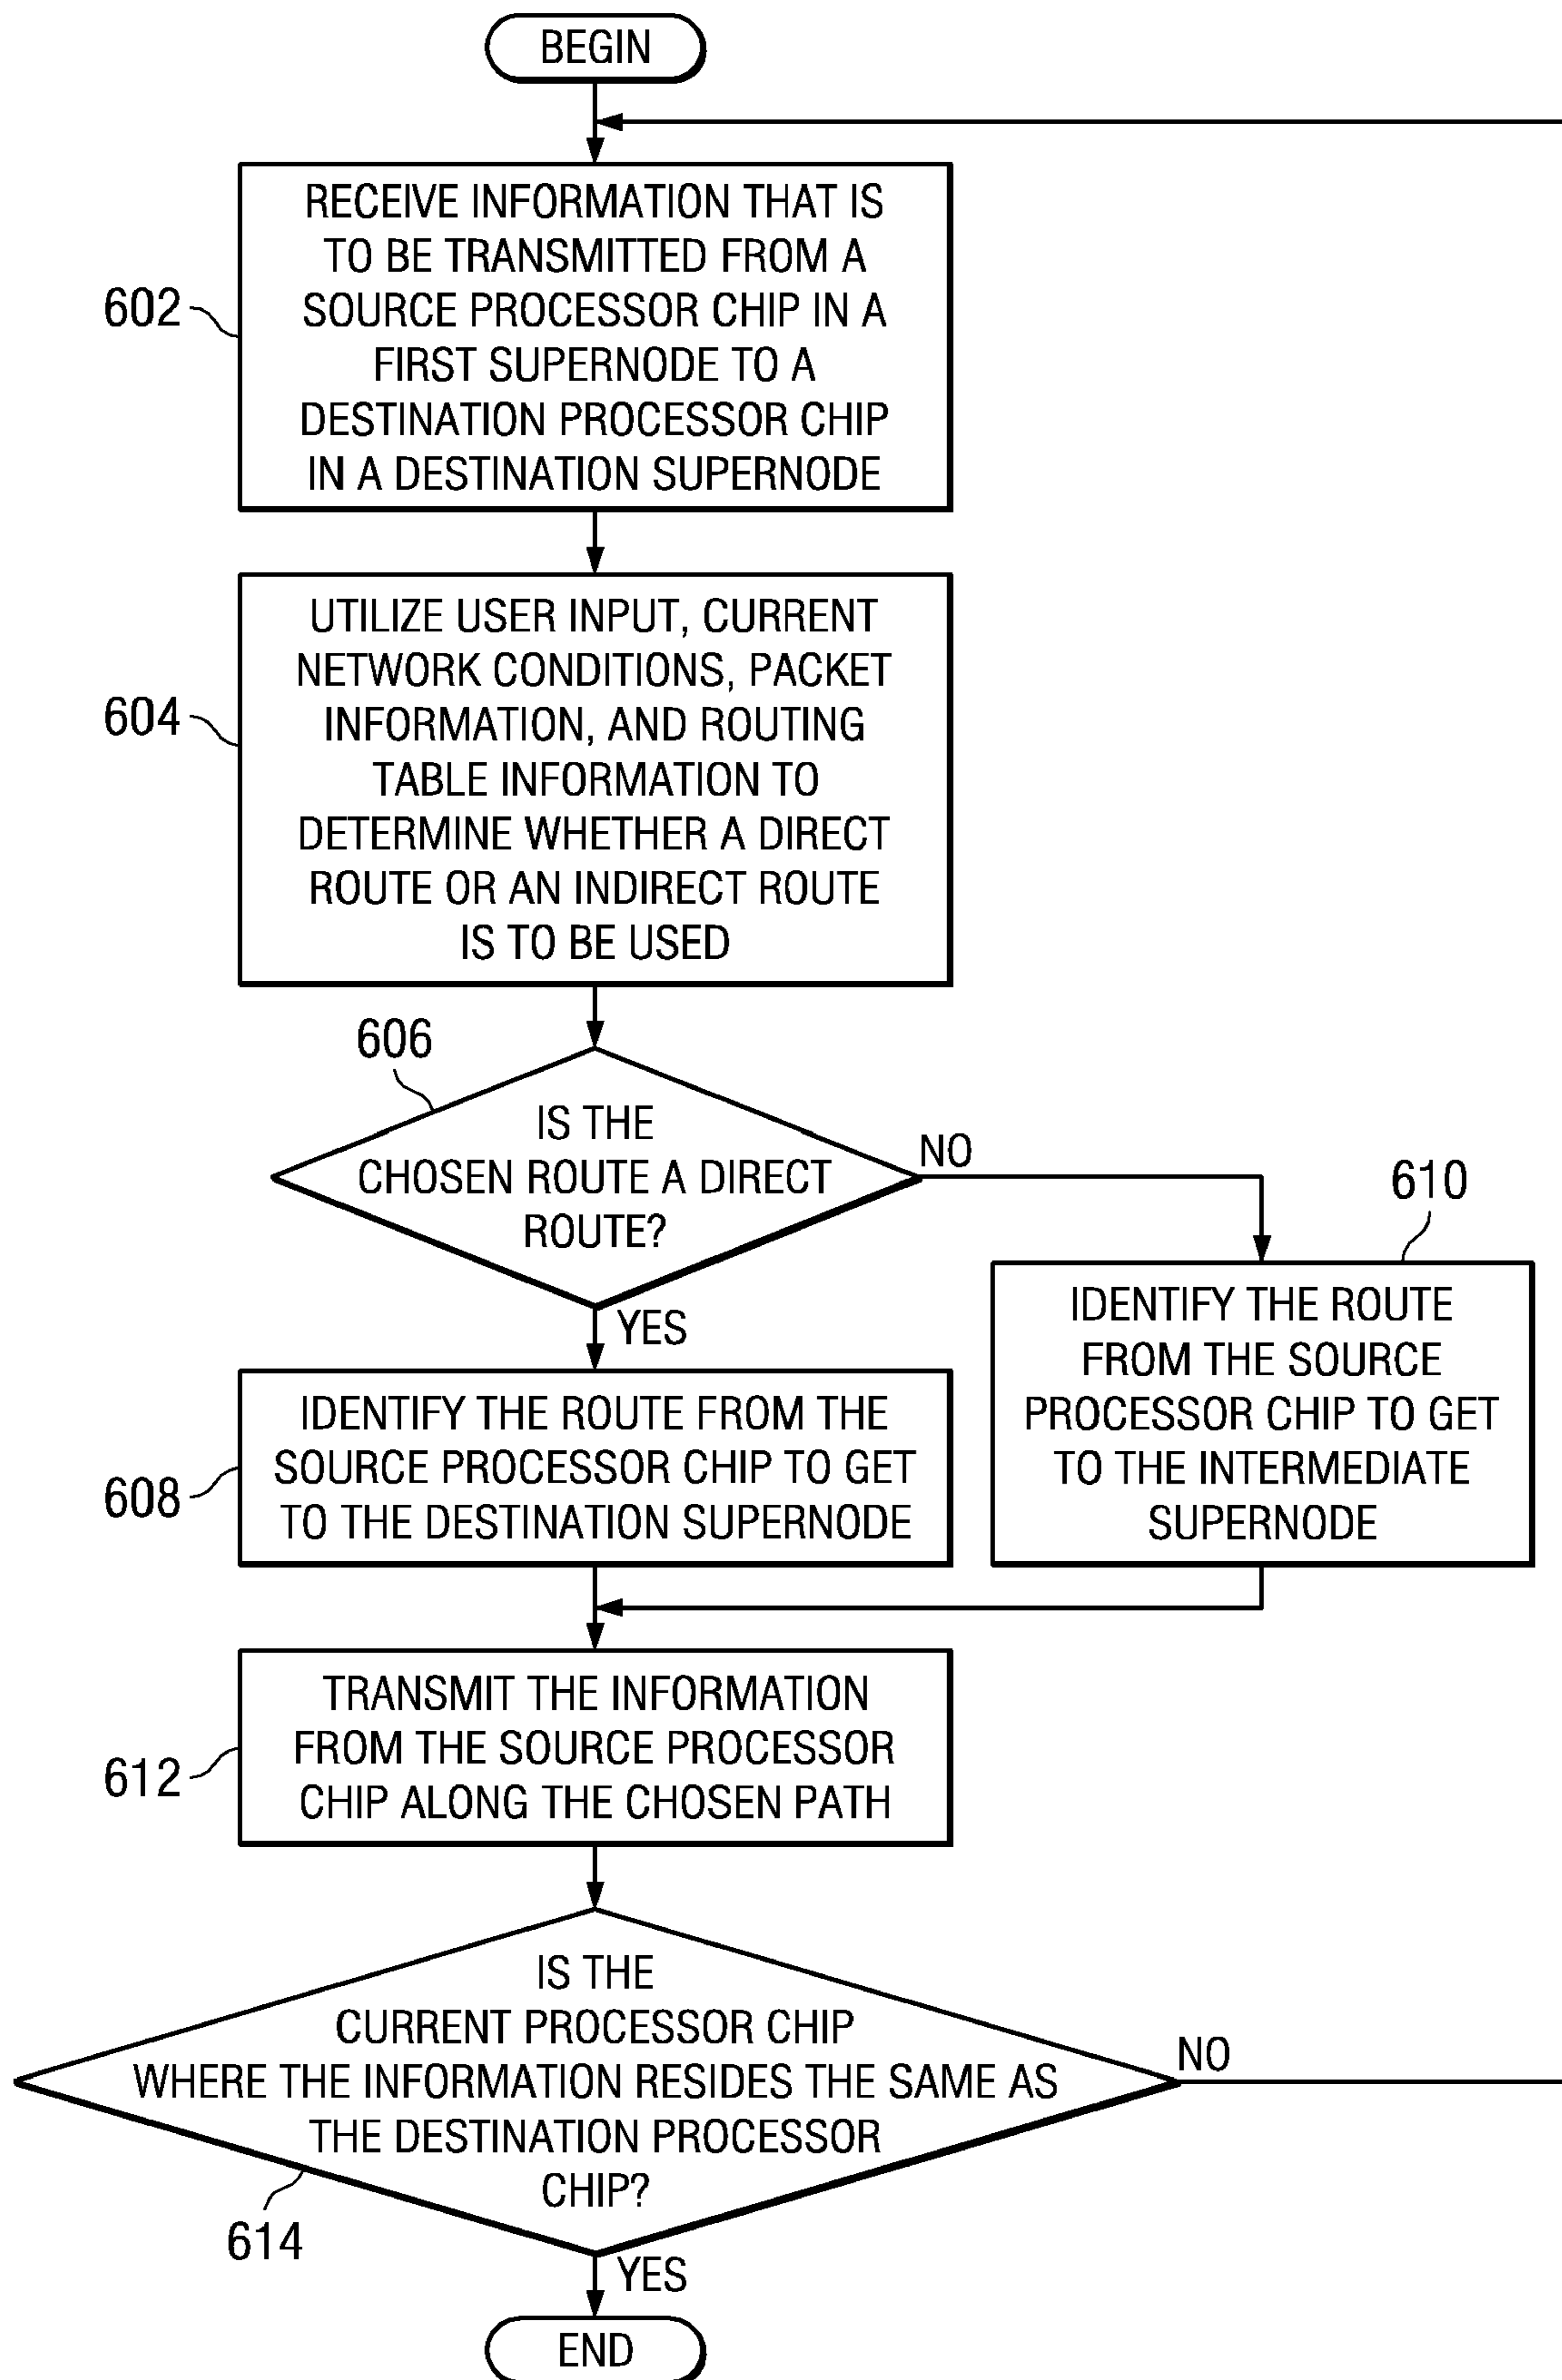 BEGIN
602
RECEIVE INFORMATION THAT IS
TO BE TRANSMITTED FROM A
SOURCE PROCESSOR CHIP IN A
FIRST SUPERNODE TO A
DESTINATION PROCESSOR CHIP
IN A DESTINATION SUPERNODE
604
UTILIZE USER INPUT, CURRENT
NETWORK CONDITIONS, PACKET
INFORMATION, AND ROUTING
TABLE INFORMATION TO
DETERMINE WHETHER A DIRECT
ROUTE OR AN INDIRECT ROUTE
IS TO BE USED
606
IS THE
CHOSEN ROUTE A DIRECT
ROUTE?
NO
YES
610
IDENTIFY THE ROUTE
FROM THE SOURCE
PROCESSOR CHIP TO GET
TO THE INTERMEDIATE
SUPERNODE
608
IDENTIFY THE ROUTE FROM THE
SOURCE PROCESSOR CHIP TO GET
TO THE DESTINATION SUPERNODE
612
TRANSMIT THE INFORMATION
FROM THE SOURCE PROCESSOR
CHIP ALONG THE CHOSEN PATH
IS THE
CURRENT PROCESSOR CHIP
WHERE THE INFORMATION RESIDES THE SAME AS
THE DESTINATION PROCESSOR
CHIP?
NO
614
YES
END